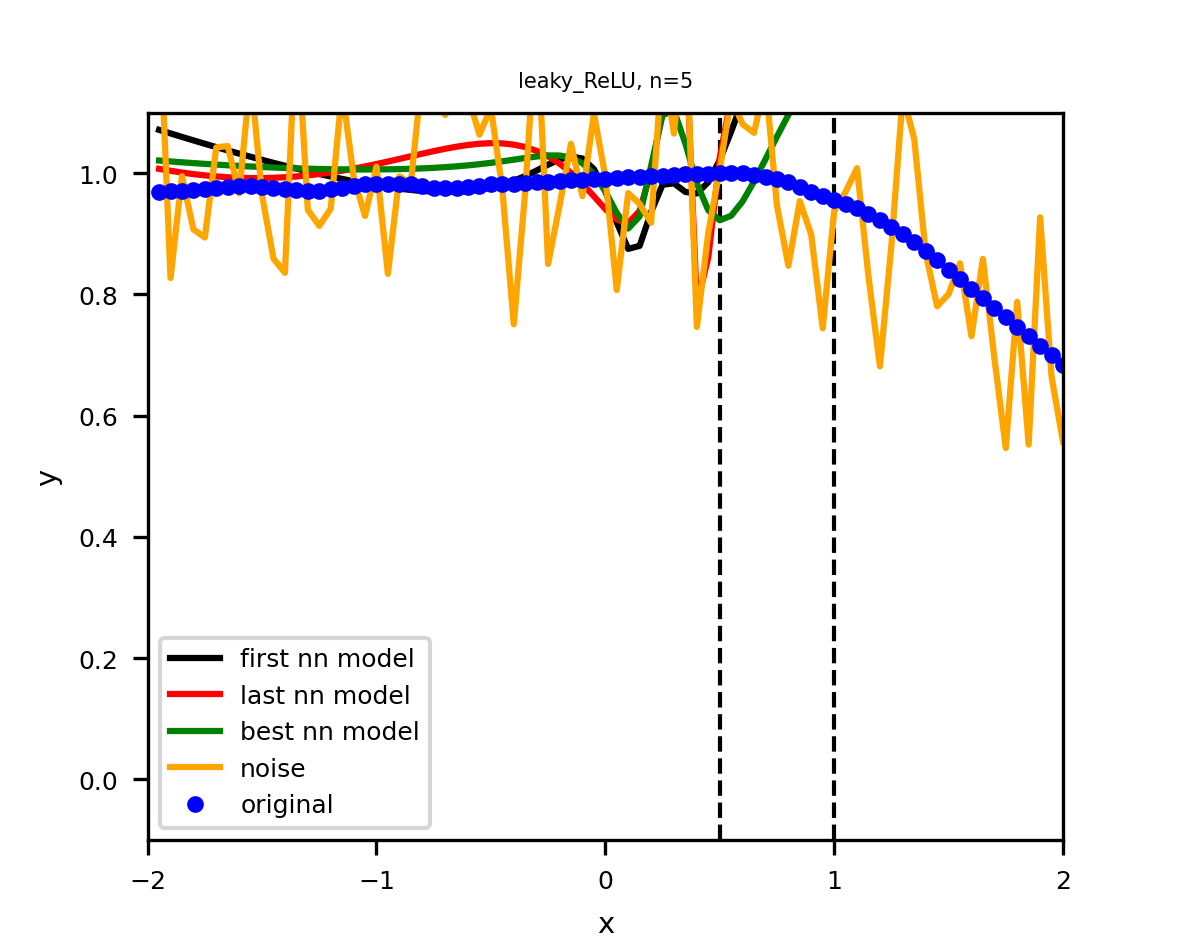 leaky_ReLU, n=5
1.0
0.8
0.6
0.4
0.2
0.0
y
first nn model
last nn model
best nn model
noise
original
−2
−1
0
1
2
x